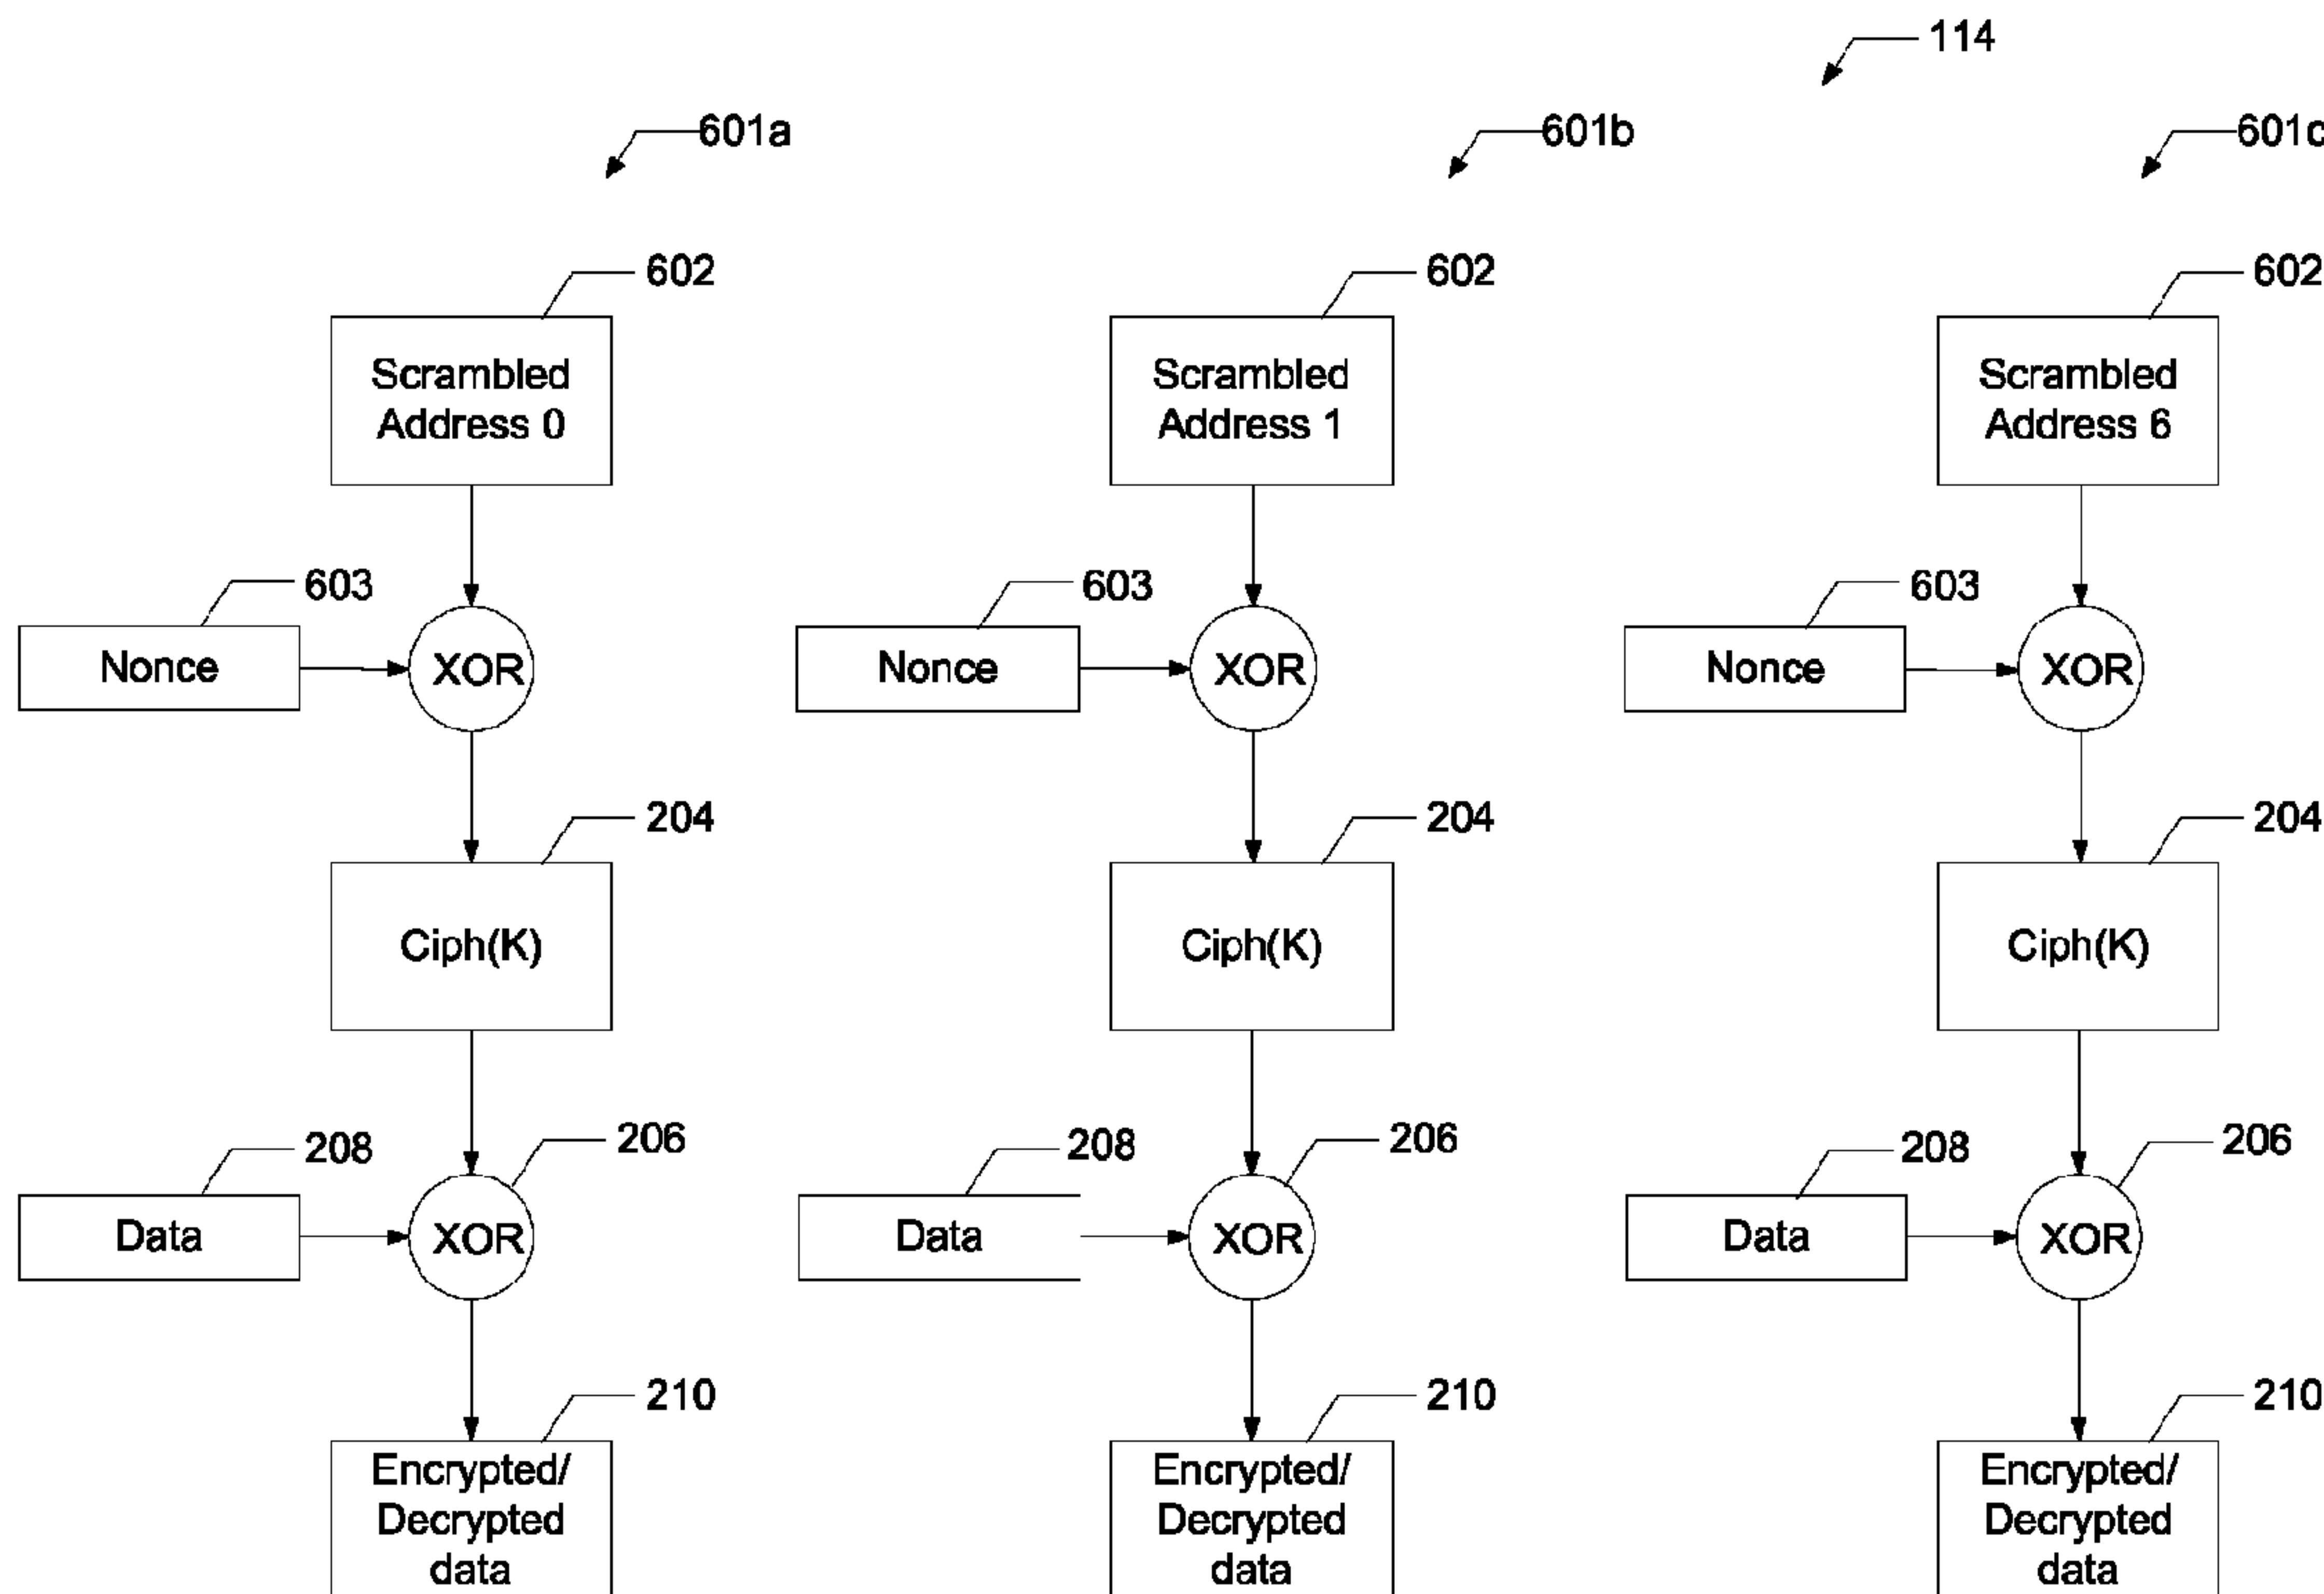 114
601a
601b
601c
602
602
602
Scrambled
Address 0
Scrambled
Address 1
Scrambled
Address 6
603
603
603
Nonce
XOR
Nonce
XOR
Nonce
XOR
204
204
204
Ciph(K)
Ciph(K)
Ciph(K)
208
206
208
206
208
206
Data
XOR
Data
XOR
Data
XOR
210
210
210
Encrypted/
Decrypted
data
Encrypted/
Decrypted
data
Encrypted/
Decrypted
data